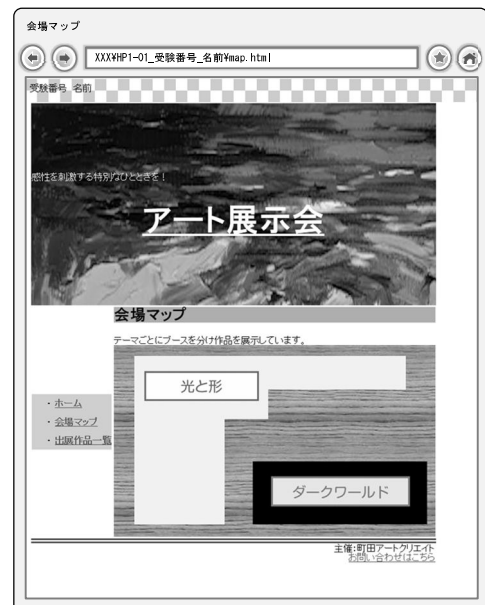 会場マップ
XXX¥HP1-01_受験番号_名前¥map.html
受験番号_名前
感性を刺激する特別なひとときを！
アート展示会
会場マップ
テーマごとにブースを分け作品を展示しています。
光と形
・ホーム
・会場マップ
・出展作品一覧
ダークワールド
主催:町田アートクリエイト
お問い合わせはこちら